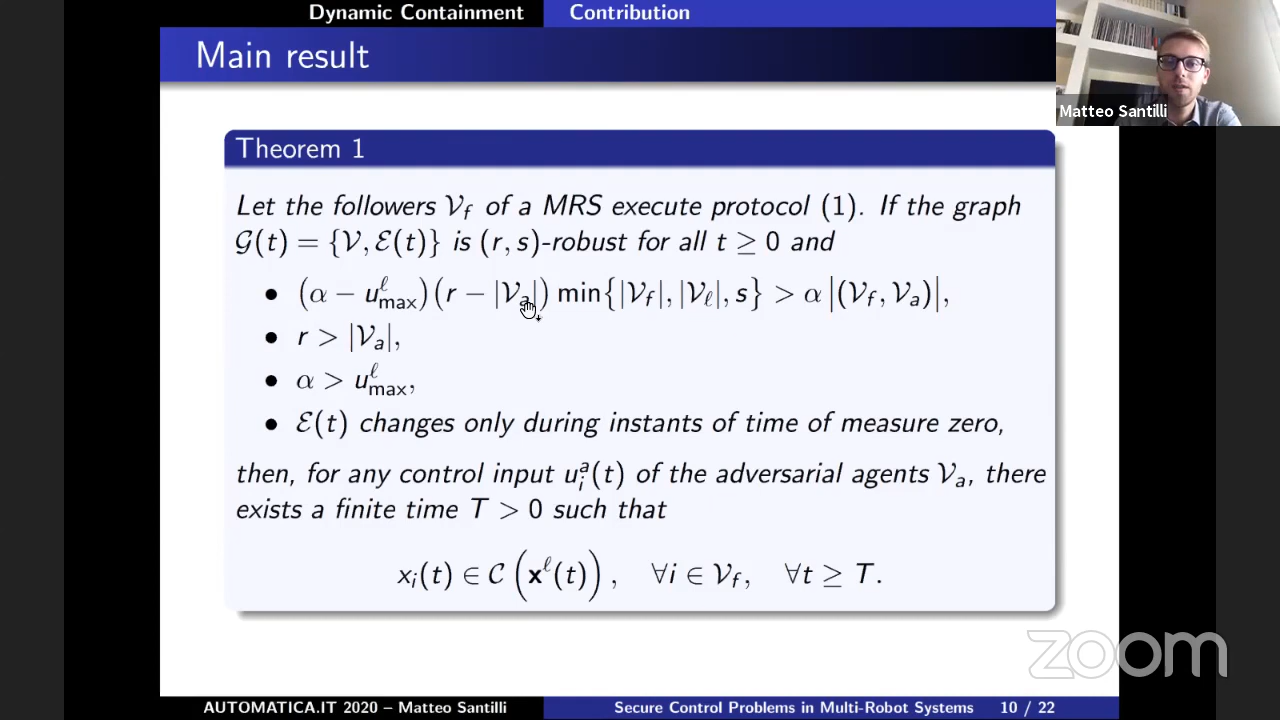 Dynamic Containment Contribution
Main result
Matteo Santilli
Theorem 1
Let the followers 𝒱_f of a MRS execute protocol (1). If the graph
𝒢(t) = {𝒱, ℰ(t)} is (r, s)-robust for all t ≥ 0 and
• (α − u^ℓ_max)(r − |𝒱_a|) min{|𝒱_f|, |𝒱_ℓ|, s} > α |(𝒱_f, 𝒱_a)|,
• r > |𝒱_a|,
• α > u^ℓ_max,
• ℰ(t) changes only during instants of time of measure zero,
then, for any control input u^a_i(t) of the adversarial agents 𝒱_a, there
exists a finite time T > 0 such that
x_i(t) ∈ 𝒞(𝐱^ℓ(t)), ∀i ∈ 𝒱_f, ∀t ≥ T.
zoom
AUTOMATICA.IT 2020 – Matteo Santilli Secure Control Problems in Multi-Robot Systems 10 / 22